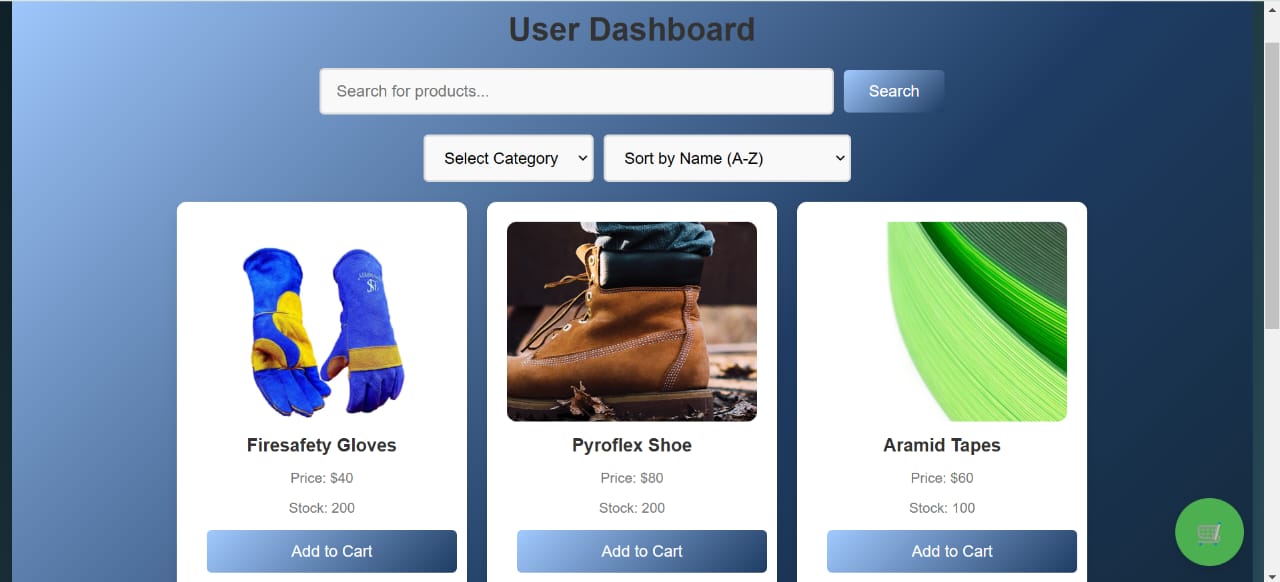 User Dashboard
Search for products...
Search
Select Category
Sort by Name (A-Z)
Firesafety Gloves
Price: $40
Stock: 200
Add to Cart
Pyroflex Shoe
Price: $80
Stock: 200
Add to Cart
Aramid Tapes
Price: $60
Stock: 100
Add to Cart